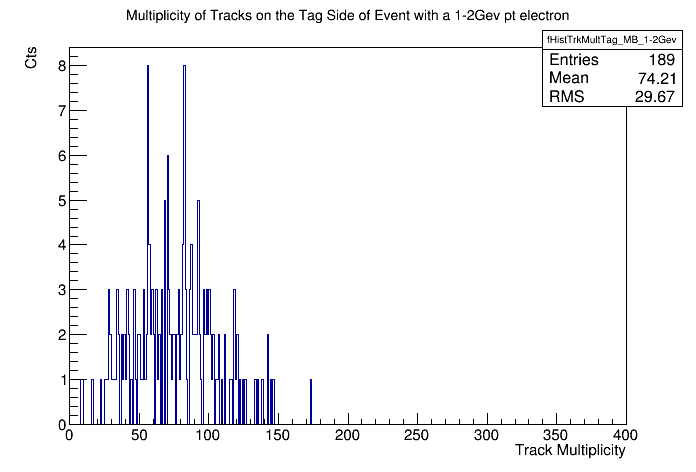 Multiplicity of Tracks on the Tag Side of Event with a 1-2Gev pt electron
fHistTrkMultTag_MB_1-2Gev
Entries 189
Mean 74.21
RMS 29.67
Cts
8
7
6
5
4
3
2
1
0
0 50 100 150 200 250 300 350 400
Track Multiplicity